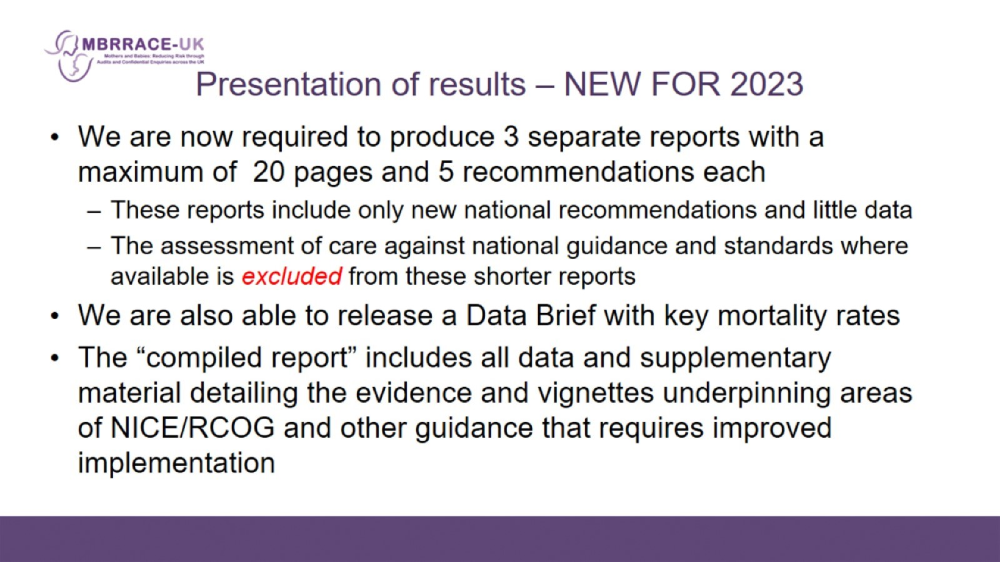 MBRRACE-UK
Mothers and Babies: Reducing Risk through
Audits and Confidential Enquiries across the UK
Presentation of results – NEW FOR 2023
• We are now required to produce 3 separate reports with a
maximum of  20 pages and 5 recommendations each
– These reports include only new national recommendations and little data
– The assessment of care against national guidance and standards where
available is excluded from these shorter reports
• We are also able to release a Data Brief with key mortality rates
• The “compiled report” includes all data and supplementary
material detailing the evidence and vignettes underpinning areas
of NICE/RCOG and other guidance that requires improved
implementation